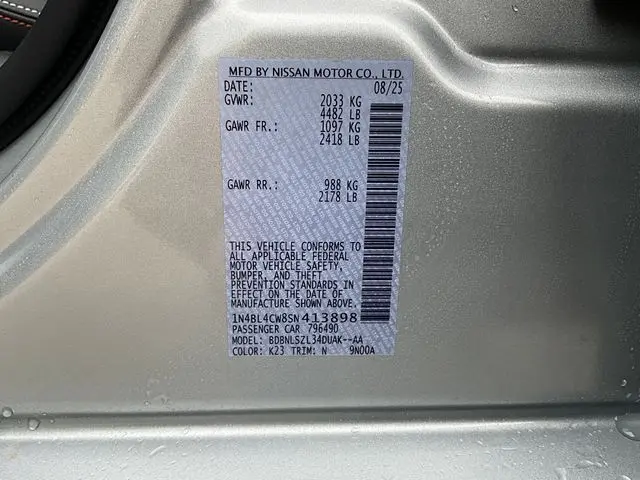 MFD BY NISSAN MOTOR CO., LTD.
DATE: 08/25
GVWR: 2033 KG
4482 LB
GAWR FR.: 1097 KG
2418 LB
GAWR RR.: 988 KG
2178 LB
THIS VEHICLE CONFORMS TO
ALL APPLICABLE FEDERAL
MOTOR VEHICLE SAFETY,
BUMPER, AND THEFT
PREVENTION STANDARDS IN
EFFECT ON THE DATE OF
MANUFACTURE SHOWN ABOVE.
1N4BL4CW8SN413898
PASSENGER CAR 796490
MODEL: BDBNLSZL34DUAK--AA
COLOR: K23 TRIM: N 9N00A